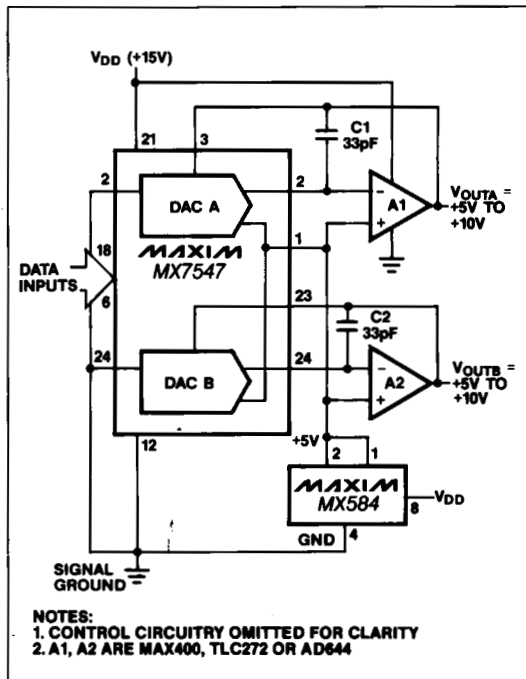 VDD (+15V)
C1
33pF
21
3
2
2
DAC A
A1
VOUTA =
+5V TO
+10V
18
MAXIM
MX7547
1
DATA
INPUTS
6
23
C2
33pF
24
24
DAC B
A2
VOUTB =
+5V TO
+10V
12
+5V
2
1
MAXIM
MX584
8
VDD
GND
4
SIGNAL
GROUND
NOTES:
1. CONTROL CIRCUITRY OMITTED FOR CLARITY
2. A1, A2 ARE MAX400, TLC272 OR AD644